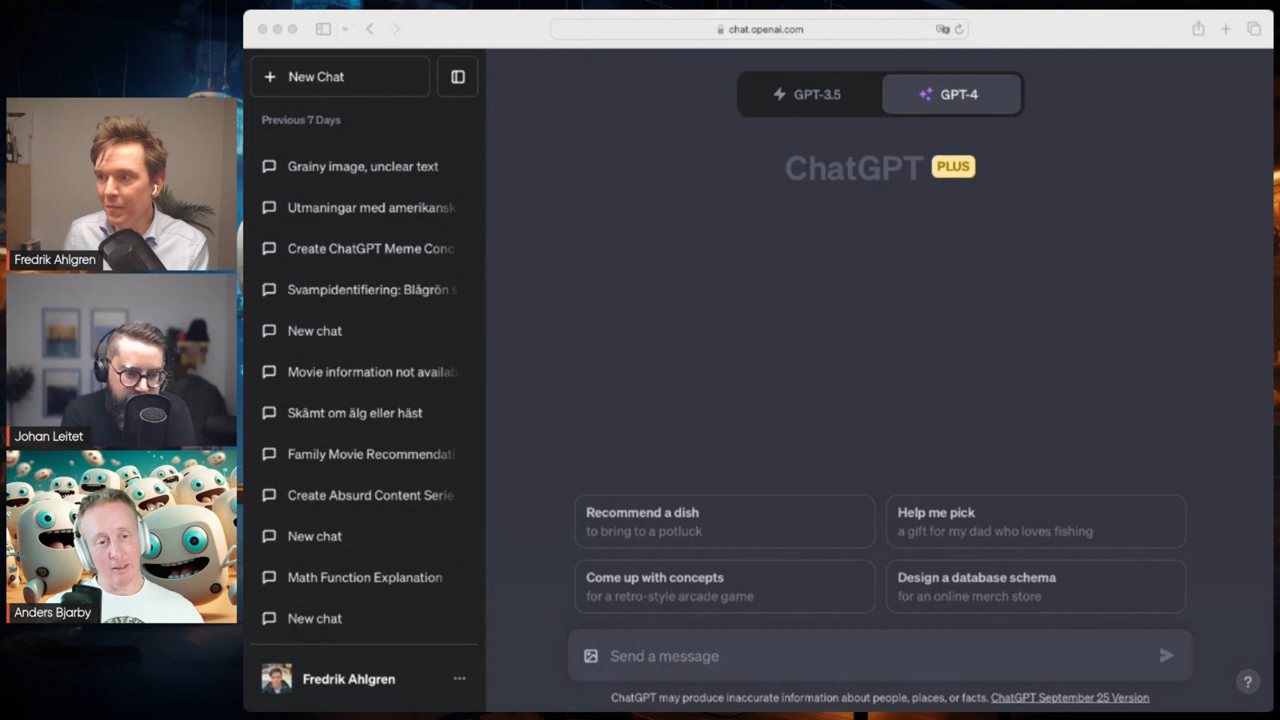 chat.openai.com
New Chat
Previous 7 Days
Grainy image, unclear text
Utmaningar med amerikansk
Create ChatGPT Meme Conc
Svampidentifiering: Blågrön s
New chat
Movie information not availab
Skämt om älg eller häst
Family Movie Recommendati
Create Absurd Content Serie
New chat
Math Function Explanation
New chat
Fredrik Ahlgren
GPT-3.5
GPT-4
ChatGPT PLUS
Recommend a dish
to bring to a potluck
Help me pick
a gift for my dad who loves fishing
Come up with concepts
for a retro-style arcade game
Design a database schema
for an online merch store
Send a message
ChatGPT may produce inaccurate information about people, places, or facts. ChatGPT September 25 Version
?
Fredrik Ahlgren
Johan Leitet
Anders Bjarby